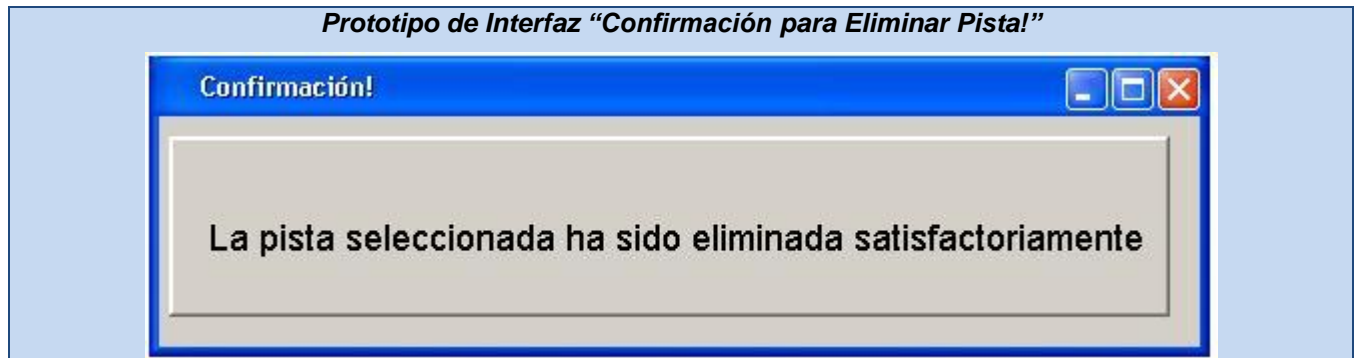 Prototipo de Interfaz “Confirmación para Eliminar Pista!”
Confirmación!
La pista seleccionada ha sido eliminada satisfactoriamente